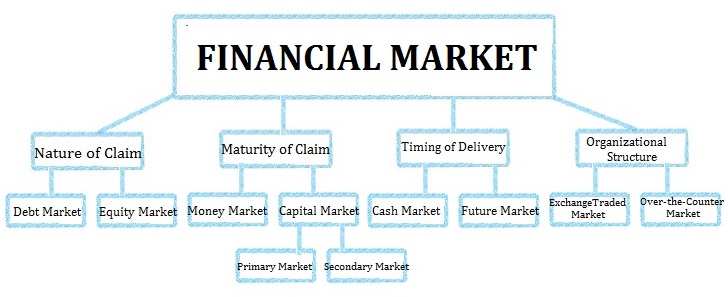 FINANCIAL MARKET
Nature of Claim
Maturity of Claim
Timing of Delivery
Organizational
Structure
Debt Market
Equity Market
Money Market
Capital Market
Cash Market
Future Market
ExchangeTraded
Market
Over-the-Counter
Market
Primary Market
Secondary Market